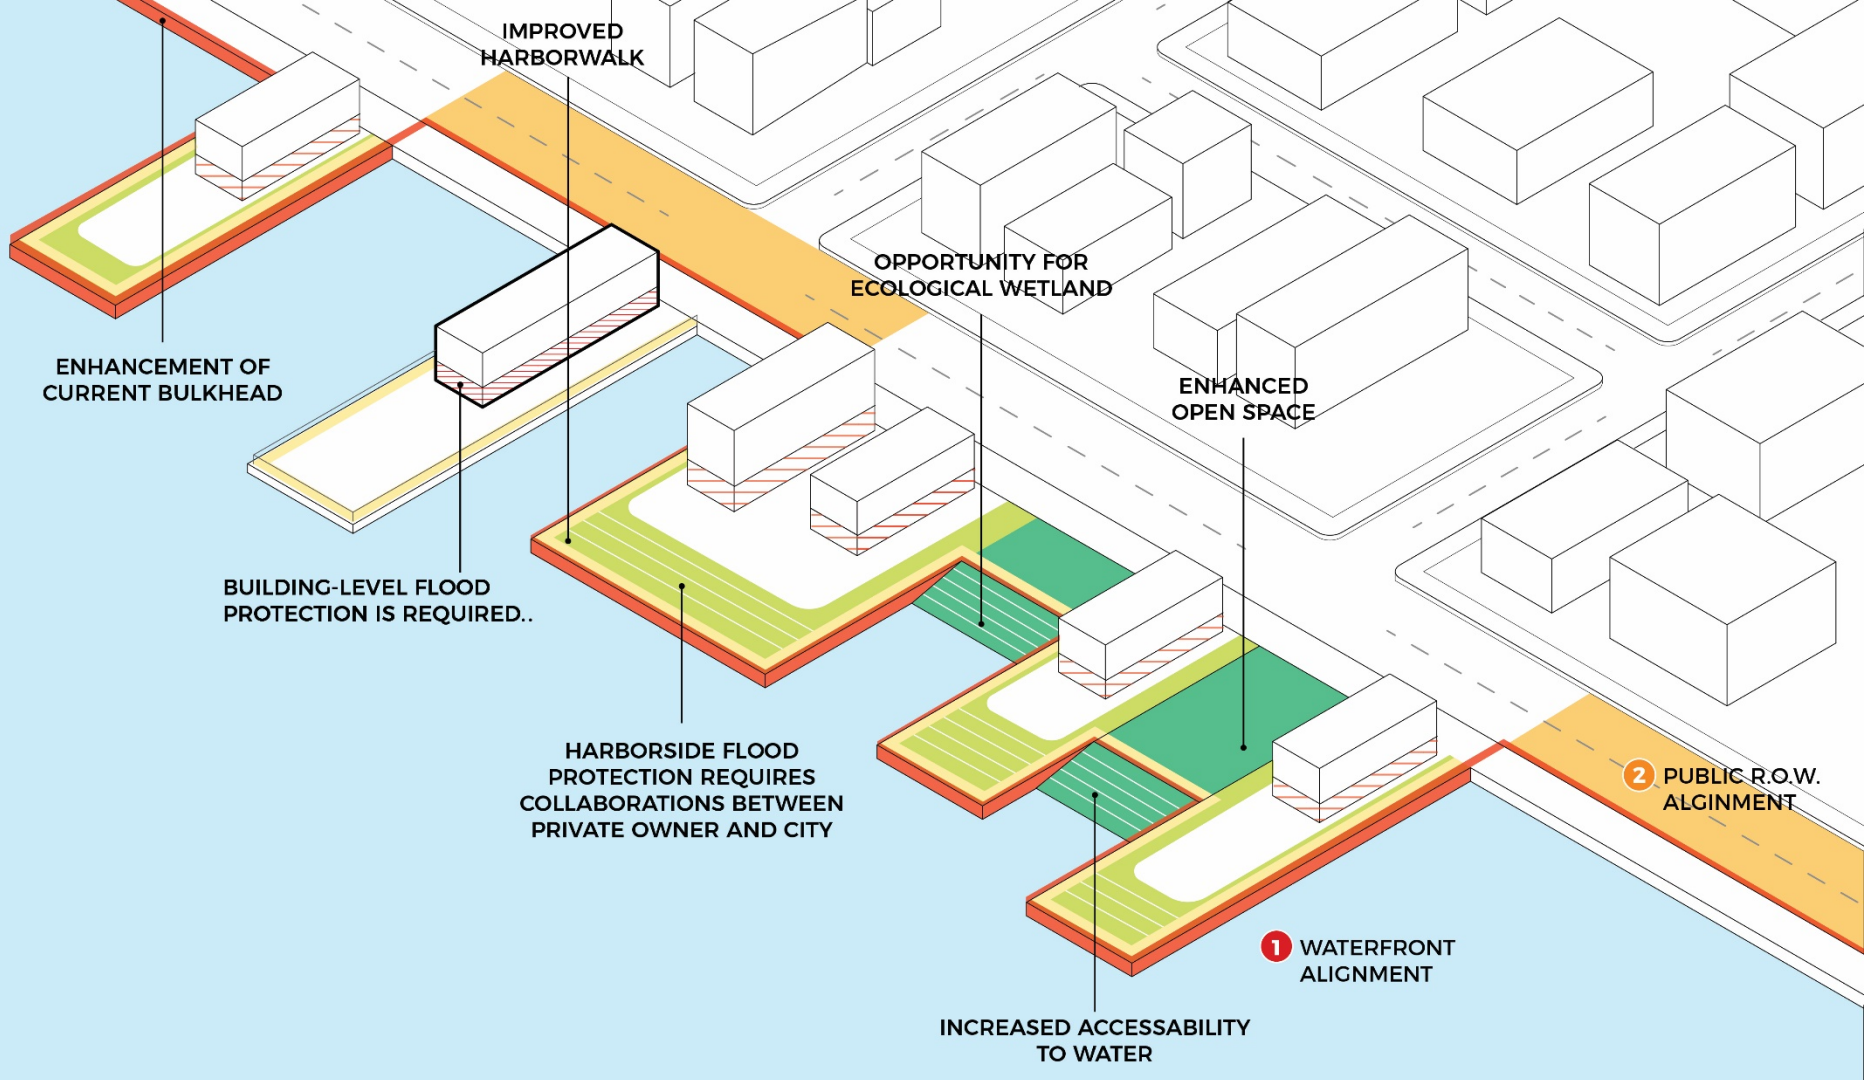 IMPROVED
HARBORWALK
OPPORTUNITY FOR
ECOLOGICAL WETLAND
ENHANCEMENT OF
CURRENT BULKHEAD
ENHANCED
OPEN SPACE
BUILDING-LEVEL FLOOD
PROTECTION IS REQUIRED..
HARBORSIDE FLOOD
PROTECTION REQUIRES
COLLABORATIONS BETWEEN
PRIVATE OWNER AND CITY
2 PUBLIC R.O.W.
ALGINMENT
1 WATERFRONT
ALIGNMENT
INCREASED ACCESSABILITY
TO WATER